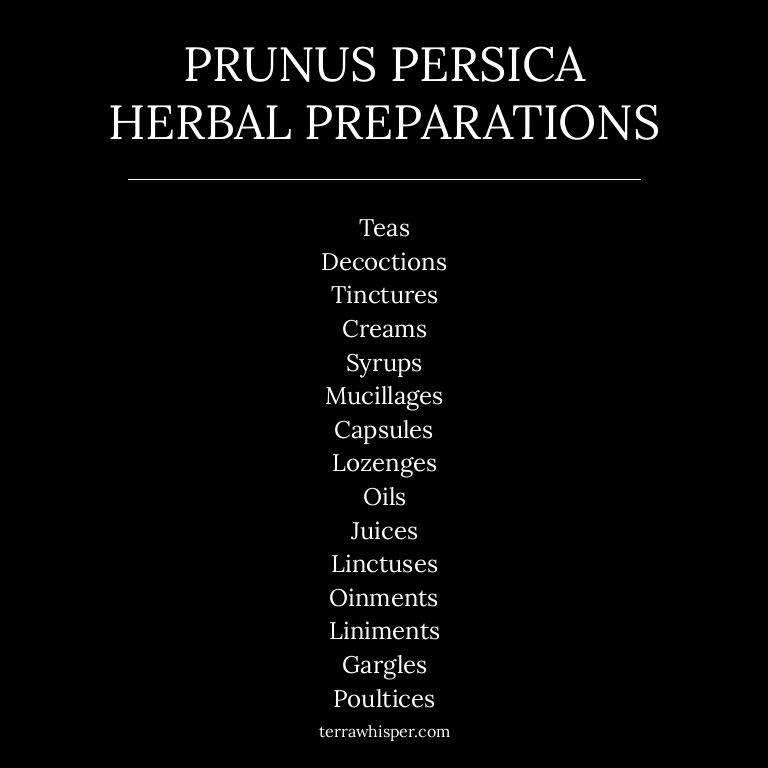 PRUNUS PERSICA
HERBAL PREPARATIONS
Teas
Decoctions
Tinctures
Creams
Syrups
Mucillages
Capsules
Lozenges
Oils
Juices
Linctuses
Oinments
Liniments
Gargles
Poultices
terrawhisper.com